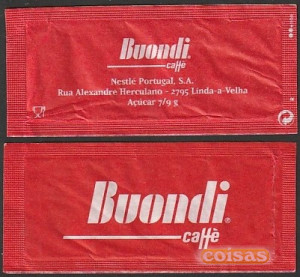 Buondi
caffè
Nestlé Portugal, S.A.
Rua Alexandre Herculano - 2795 Linda-a-Velha
Açúcar 7/9 g
Buondi®
caffè
coisas